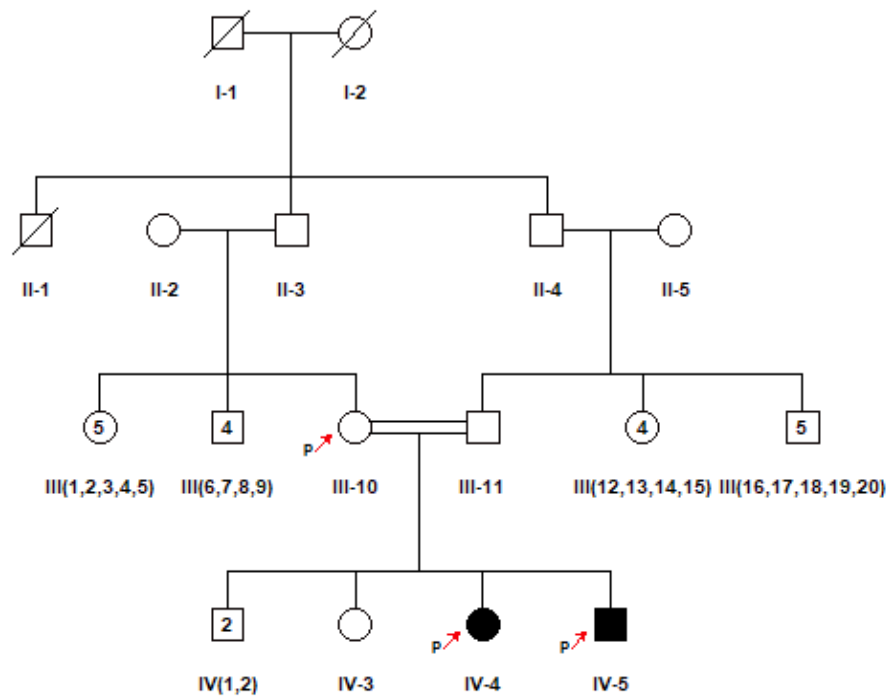 I-1 I-2
II-1 II-2 II-3 II-4 II-5
5 4 P 4 5
III(1,2,3,4,5) III(6,7,8,9) III-10 III-11 III(12,13,14,15) III(16,17,18,19,20)
2 P P
IV(1,2) IV-3 IV-4 IV-5